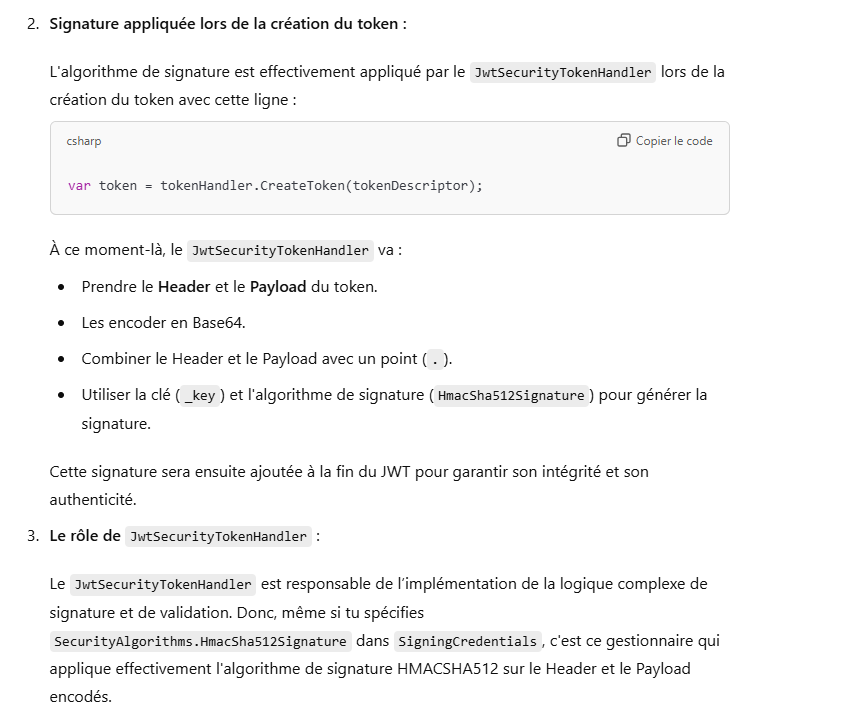 2. Signature appliquée lors de la création du token :
L'algorithme de signature est effectivement appliqué par le JwtSecurityTokenHandler lors de la
création du token avec cette ligne :
csharp
Copier le code
var token = tokenHandler.CreateToken(tokenDescriptor);
À ce moment-là, le JwtSecurityTokenHandler va :
• Prendre le Header et le Payload du token.
• Les encoder en Base64.
• Combiner le Header et le Payload avec un point ( . ).
• Utiliser la clé ( _key ) et l'algorithme de signature ( HmacSha512Signature ) pour générer la
signature.
Cette signature sera ensuite ajoutée à la fin du JWT pour garantir son intégrité et son
authenticité.
3. Le rôle de JwtSecurityTokenHandler :
Le JwtSecurityTokenHandler est responsable de l’implémentation de la logique complexe de
signature et de validation. Donc, même si tu spécifies
SecurityAlgorithms.HmacSha512Signature dans SigningCredentials , c'est ce gestionnaire qui
applique effectivement l'algorithme de signature HMACSHA512 sur le Header et le Payload
encodés.